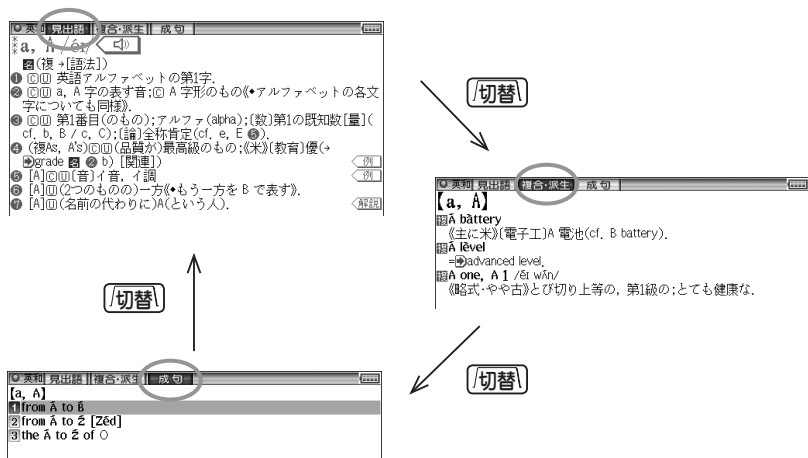 英 見出語 複合・派生 成句
a, A /éɪ/
名(複→[語法])
❶ ⒸⓊ 英語アルファベットの第1字.
❷ ⒸⓊ a, A 字の表す音;Ⓒ A 字形のもの《◆アルファベットの各文
字についても同様》.
❸ ⒸⓊ 第1番目(のもの);アルファ(alpha);〔数〕第1の既知数[量](
cf. b, B / c, C);〔論〕全称肯定(cf. e, E ❺).
❹ (複As, A's)ⒸⓊ(品質が)最高級のもの;《米》〔教育〕優(→
grade 名 ❷ b) [関連])
例
❺ [A]ⒸⓊ〔音〕イ音, イ調
例
❻ [A]Ⓤ(2つのものの)一方《◆もう一方を B で表す》.
❼ [A]Ⓤ(名前の代わりに)A(という人).
解説
切替
英和 見出語 複合・派生 成句
【a, A】
複Á bàttery
《主に米》〔電子工〕A 電池(cf. B battery).
複Á lèvel
=advanced level.
複A one, A 1 /éɪ wʌ́n/
《略式・やや古》とび切り上等の, 第1級の;とても健康な.
切替
切替
英和 見出語 複合・派生 成句
【a, A】
1 from Á to B́
2 from Á to Ź [Zéd]
3 the Á to Ź of ○